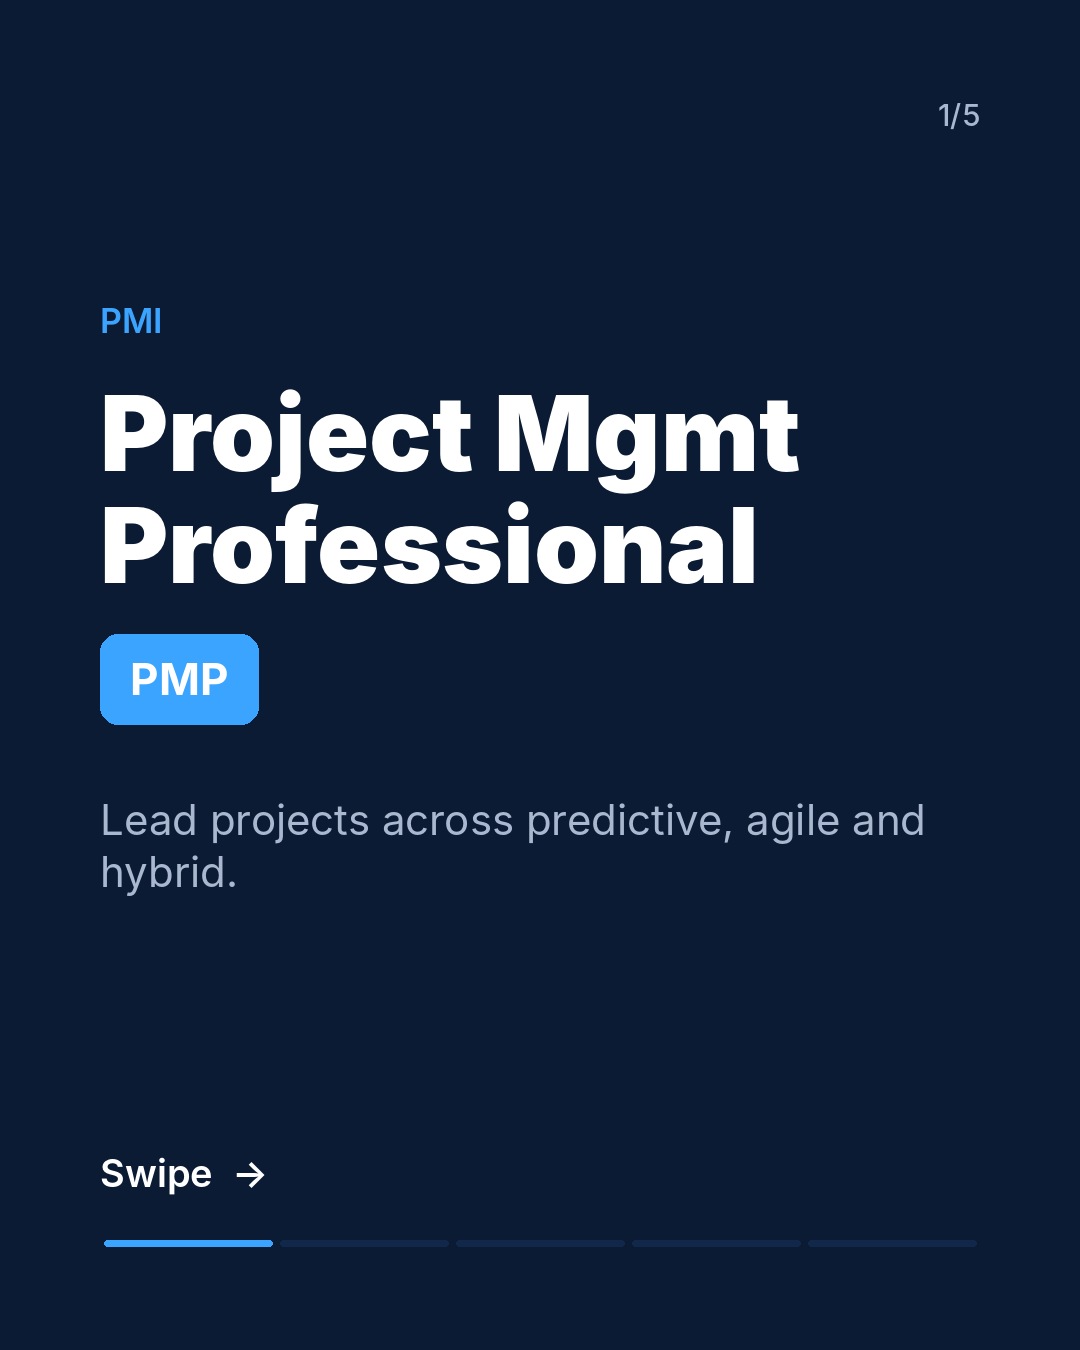 1/5
PMI
Project Mgmt
Professional
PMP
Lead projects across predictive, agile and
hybrid.
Swipe →